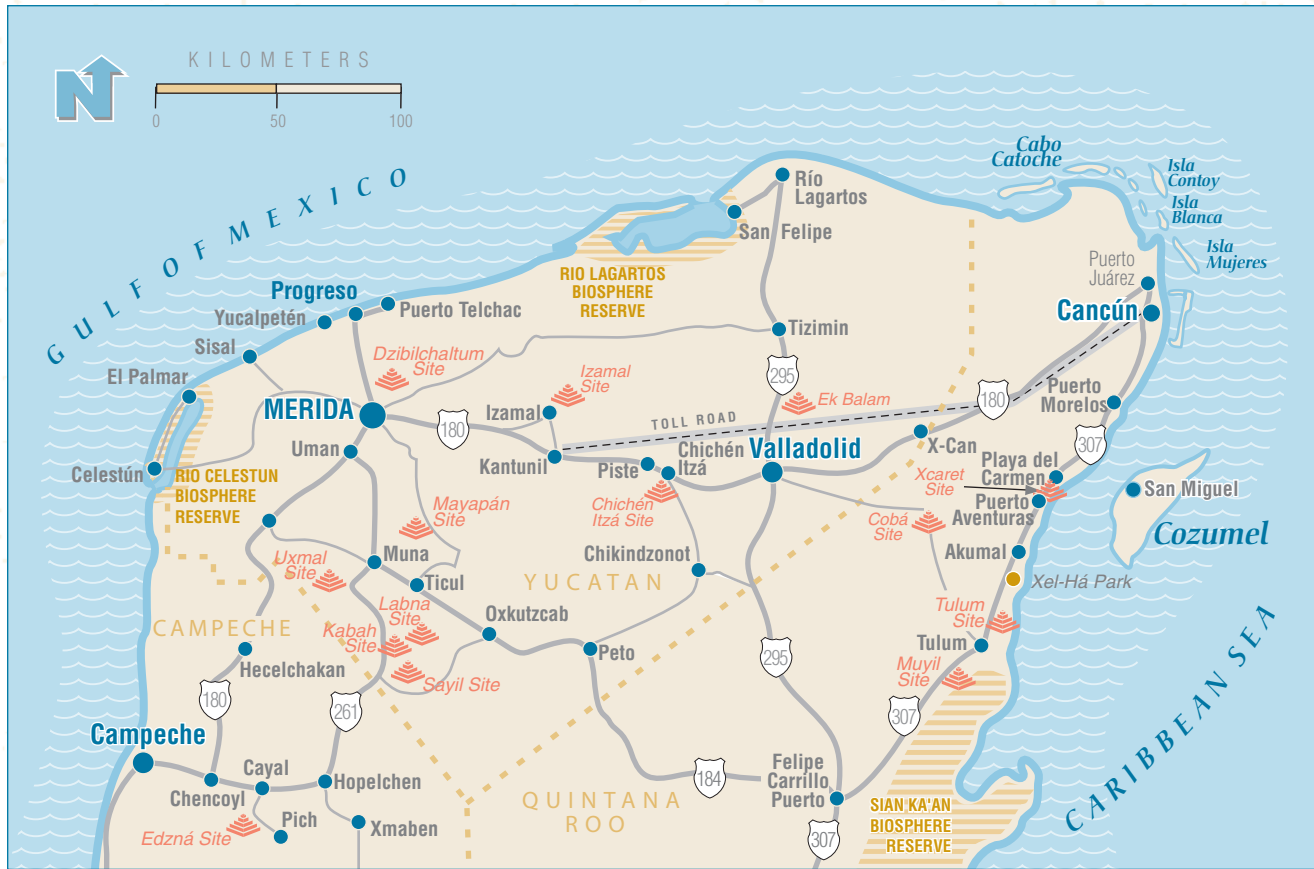 KILOMETERS
N
0 50 100
GULF OF MEXICO
Cabo
Catoche
Isla
Contoy
Isla
Blanca
Isla
Mujeres
Río
Lagartos
San Felipe
RIO LAGARTOS
BIOSPHERE
RESERVE
Puerto
Juárez
Cancún
Progreso
Puerto Telchac
Yucalpetén
Sisal
El Palmar
Dzibilchaltum
Site
Tizimin
295
Izamal
Site
Ek Balam
180
Puerto
Morelos
MERIDA
Izamal
180
TOLL ROAD
307
Uman
Kantunil
Piste
Chichén
Itzá
Valladolid
X-Can
Celestún
RIO CELESTUN
BIOSPHERE
RESERVE
Xcaret
Site
Playa del
Carmen
Puerto
Aventuras
San Miguel
Cozumel
Mayapán
Site
Chichén
Itzá Site
Cobá
Site
Muna
Chikindzonot
Akumal
Xel-Há Park
Uxmal
Site
Ticul
YUCATAN
Labna
Site
Kabah
Site
Oxkutzcab
Tulum
Site
CAMPECHE
Hecelchakan
Sayil Site
Peto
295
Tulum
Muyil
Site
180
261
307
CARIBBEAN SEA
Campeche
Cayal
Hopelchen
Chencoyl
184
Felipe
Carrillo
Puerto
QUINTANA
ROO
SIAN KA'AN
BIOSPHERE
RESERVE
Pich
Xmaben
Edzná Site
307